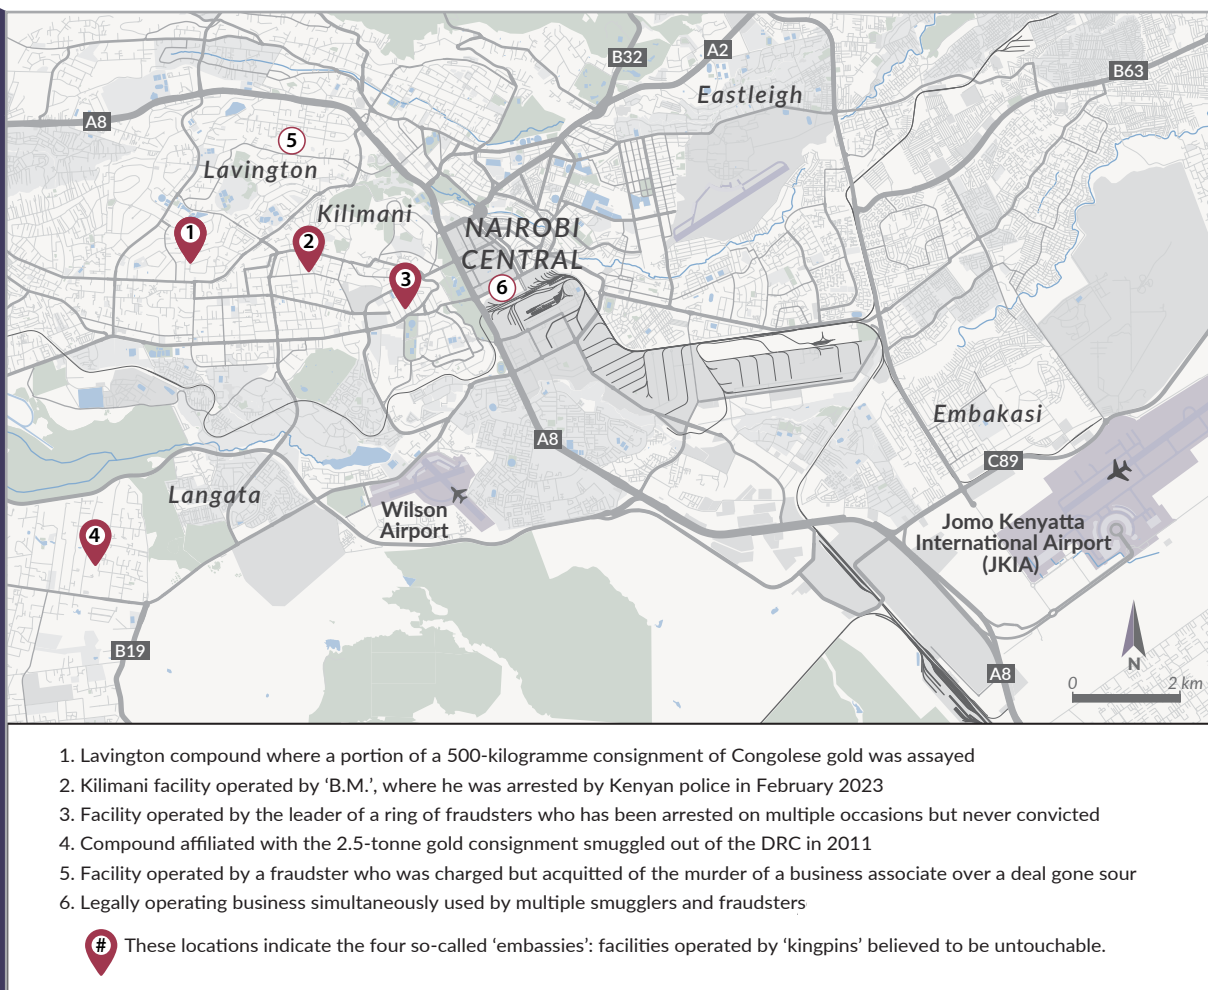 B32
A2
B63
Eastleigh
A8
5
Lavington
Kilimani
1
2
NAIROBI
CENTRAL
3
6
Embakasi
A8
C89
Langata
Wilson
Airport
Jomo Kenyatta
International Airport
(JKIA)
4
B19
N
A8
0 2 km
1. Lavington compound where a portion of a 500-kilogramme consignment of Congolese gold was assayed
2. Kilimani facility operated by ‘B.M.’, where he was arrested by Kenyan police in February 2023
3. Facility operated by the leader of a ring of fraudsters who has been arrested on multiple occasions but never convicted
4. Compound affiliated with the 2.5-tonne gold consignment smuggled out of the DRC in 2011
5. Facility operated by a fraudster who was charged but acquitted of the murder of a business associate over a deal gone sour
6. Legally operating business simultaneously used by multiple smugglers and fraudsters
# These locations indicate the four so-called ‘embassies’: facilities operated by ‘kingpins’ believed to be untouchable.